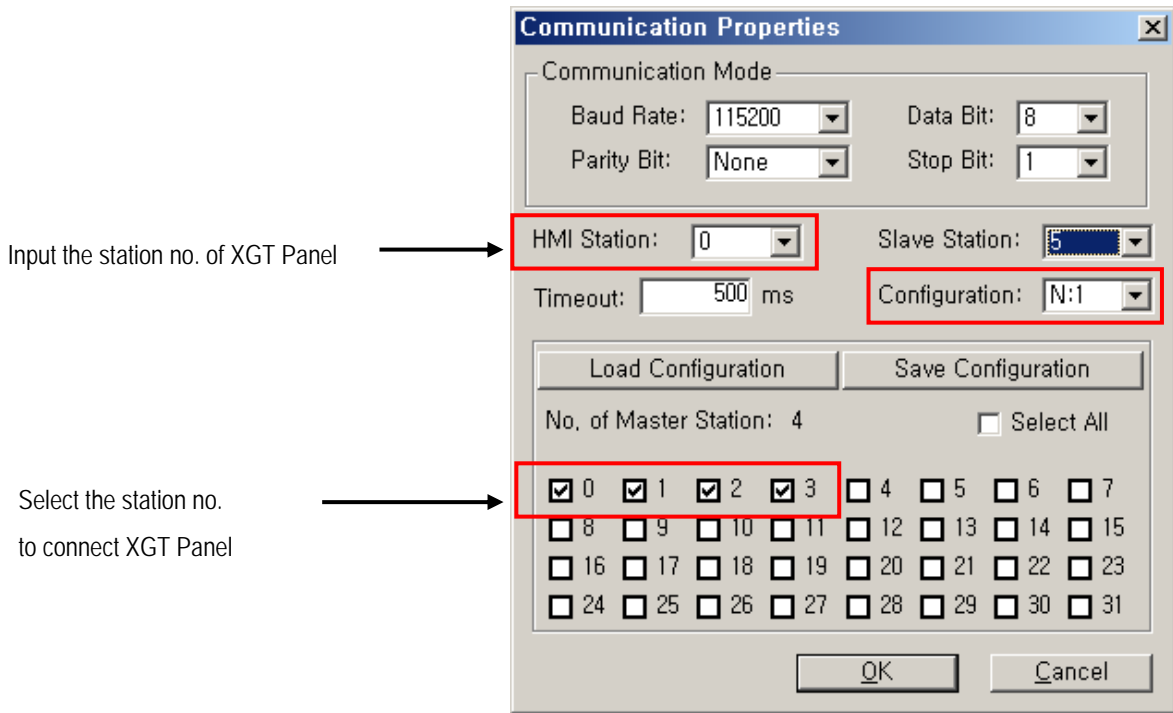 Communication Properties
Communication Mode
Baud Rate: 115200 Data Bit: 8
Parity Bit: None Stop Bit: 1
Input the station no. of XGT Panel
HMI Station: 0 Slave Station: 5
Timeout: 500 ms Configuration: N:1
Load Configuration Save Configuration
No. of Master Station: 4 Select All
Select the station no.
to connect XGT Panel
0 1 2 3 4 5 6 7
8 9 10 11 12 13 14 15
16 17 18 19 20 21 22 23
24 25 26 27 28 29 30 31
OK Cancel